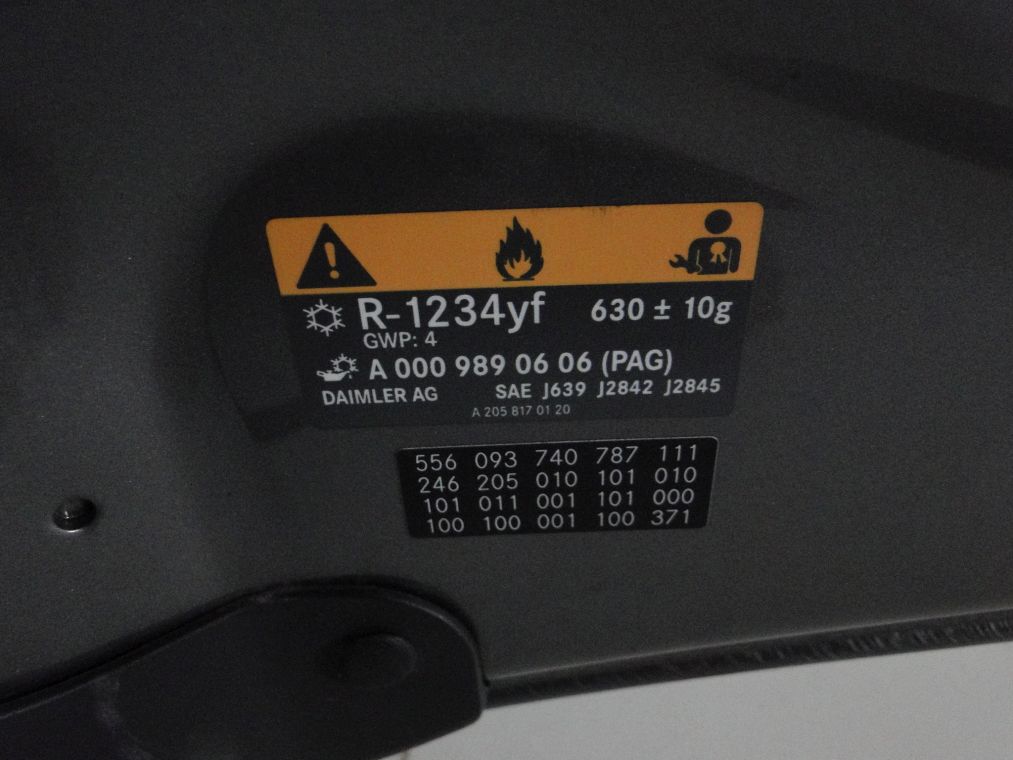 R-1234yf 630 ± 10g
GWP: 4
A 000 989 06 06 (PAG)
DAIMLER AG SAE J639 J2842 J2845
A 205 817 01 20
556 093 740 787 111
246 205 010 101 010
101 011 001 101 000
100 100 001 100 371